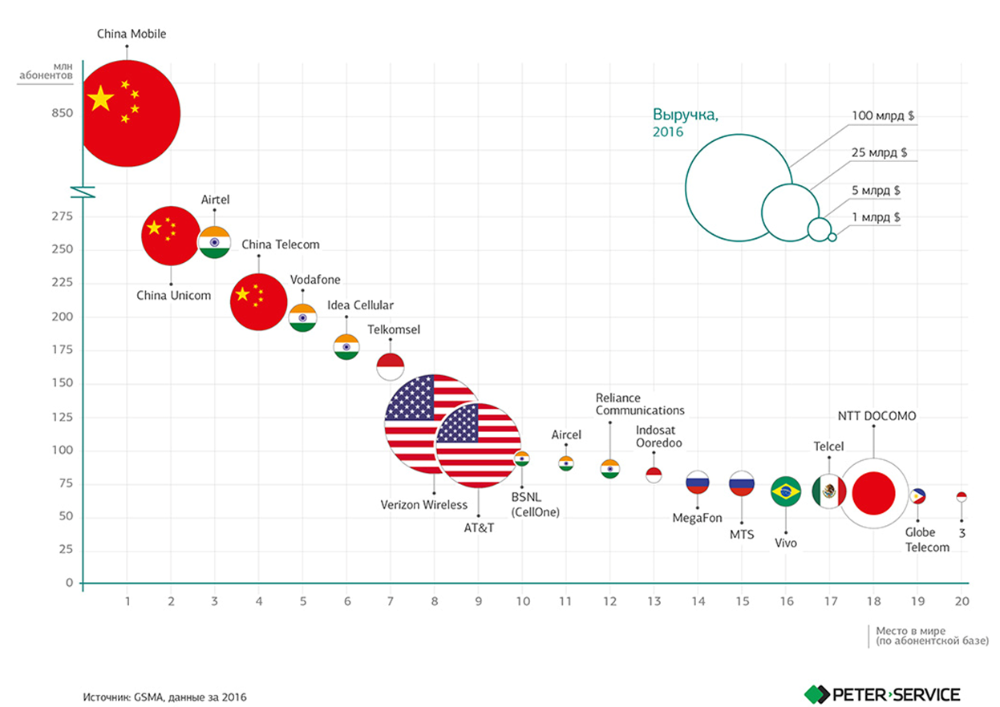 China Mobile
млн
абонентов
850
Выручка,
2016
100 млрд $
25 млрд $
5 млрд $
1 млрд $
Airtel
275
China Telecom
250
Vodafone
225
China Unicom
Idea Cellular
200
Telkomsel
175
150
Reliance
Communications
125
NTT DOCOMO
Indosat
Ooredoo
Aircel
Telcel
100
75
BSNL
(CellOne)
Verizon Wireless
50
MegaFon
AT&T
MTS
Vivo
Globe
Telecom
3
25
0
1 2 3 4 5 6 7 8 9 10 11 12 13 14 15 16 17 18 19 20
Место в мире
(по абонентской базе)
Источник: GSMA, данные за 2016
PETER-SERVICE